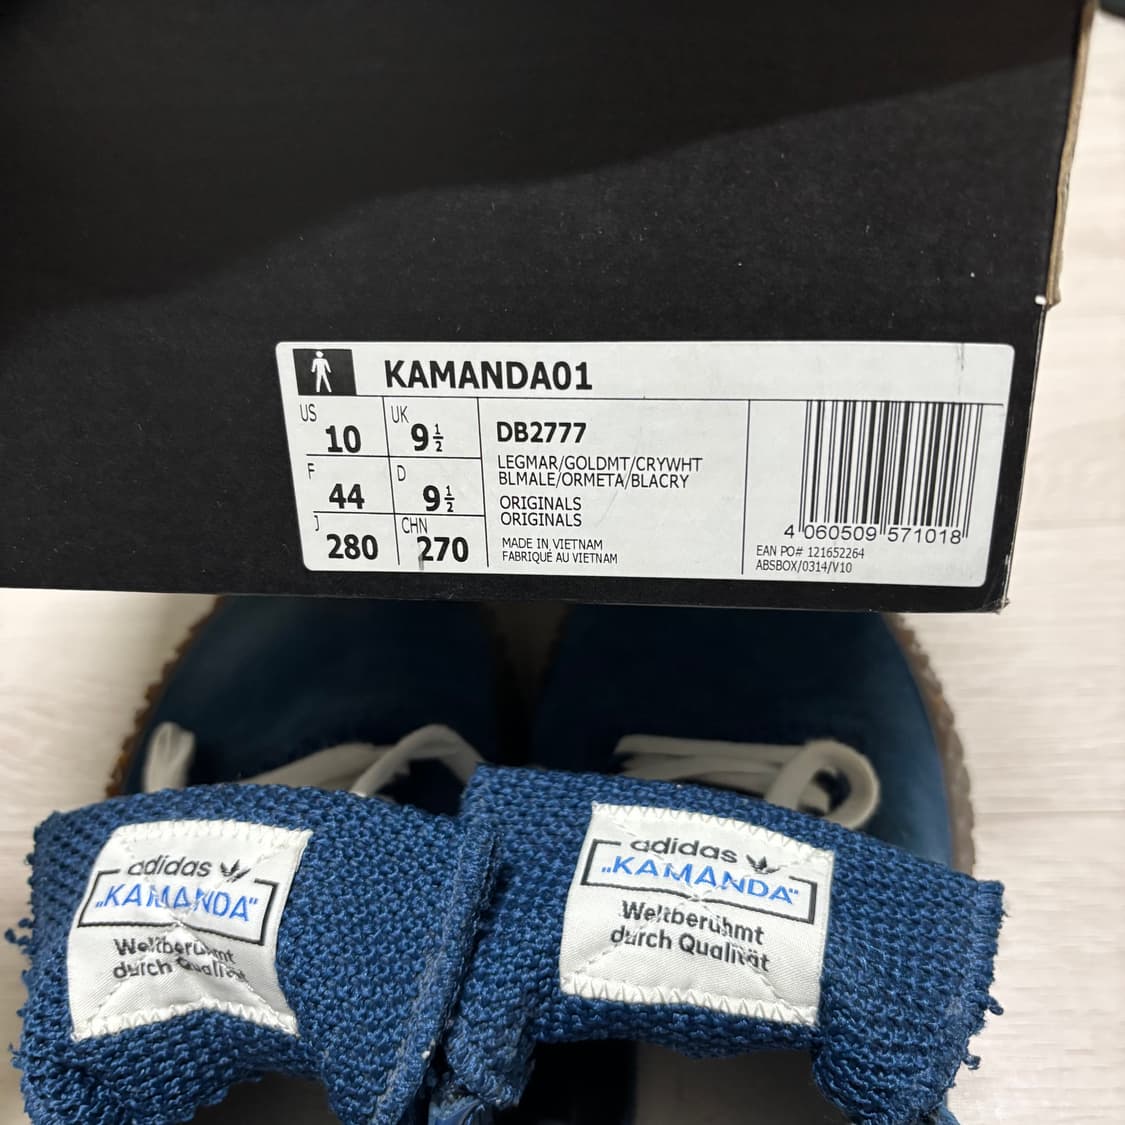 KAMANDA01
US 10
UK 9½
F 44
D 9½
J 280
CHN 270
DB2777
LEGMAR/GOLDMT/CRYWHT
BLMALE/ORMETA/BLACRY
ORIGINALS
ORIGINALS
MADE IN VIETNAM
FABRIQUÉ AU VIETNAM
4 060509 571018
EAN PO# 121652264
ABSBOX/0314/V10
adidas
„KAMANDA"
Weltberühmt
durch Qualität
adidas
„KAMANDA"
Weltberühmt
durch Qualität